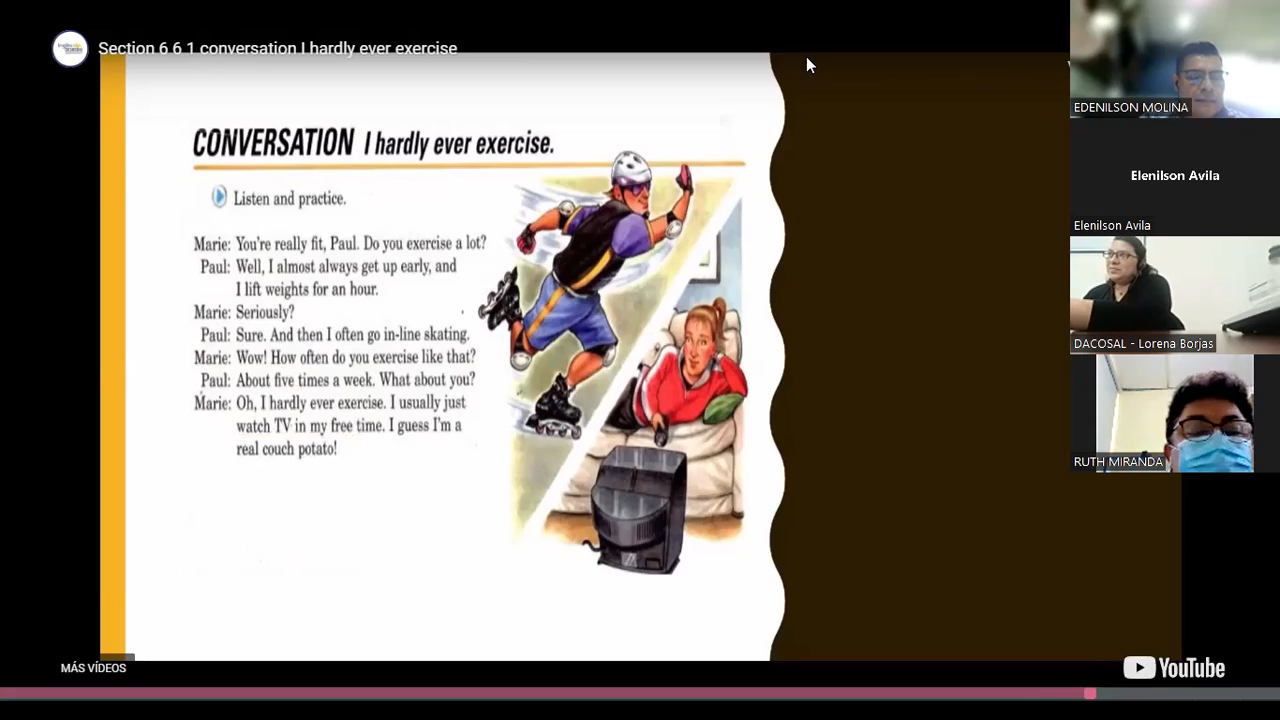 Section 6 6 1 conversation I hardly ever exercise
CONVERSATION I hardly ever exercise.
Listen and practice.
Marie: You're really fit, Paul. Do you exercise a lot?
Paul: Well, I almost always get up early, and
I lift weights for an hour.
Marie: Seriously?
Paul: Sure. And then I often go in-line skating.
Marie: Wow! How often do you exercise like that?
Paul: About five times a week. What about you?
Marie: Oh, I hardly ever exercise. I usually just
watch TV in my free time. I guess I'm a
real couch potato!
MÁS VÍDEOS
YouTube
EDENILSON MOLINA
Elenilson Avila
Elenilson Avila
DACOSAL - Lorena Borjas
RUTH MIRANDA